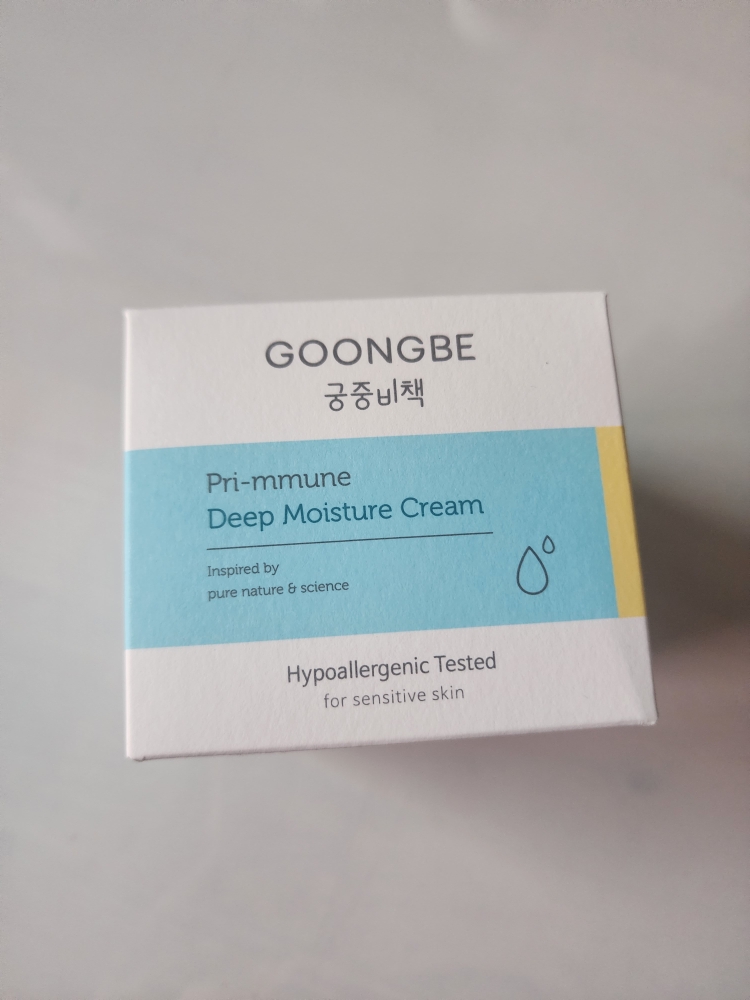 GOONGBE
궁중비책
Pri-mmune
Deep Moisture Cream
Inspired by
pure nature & science
Hypoallergenic Tested
for sensitive skin